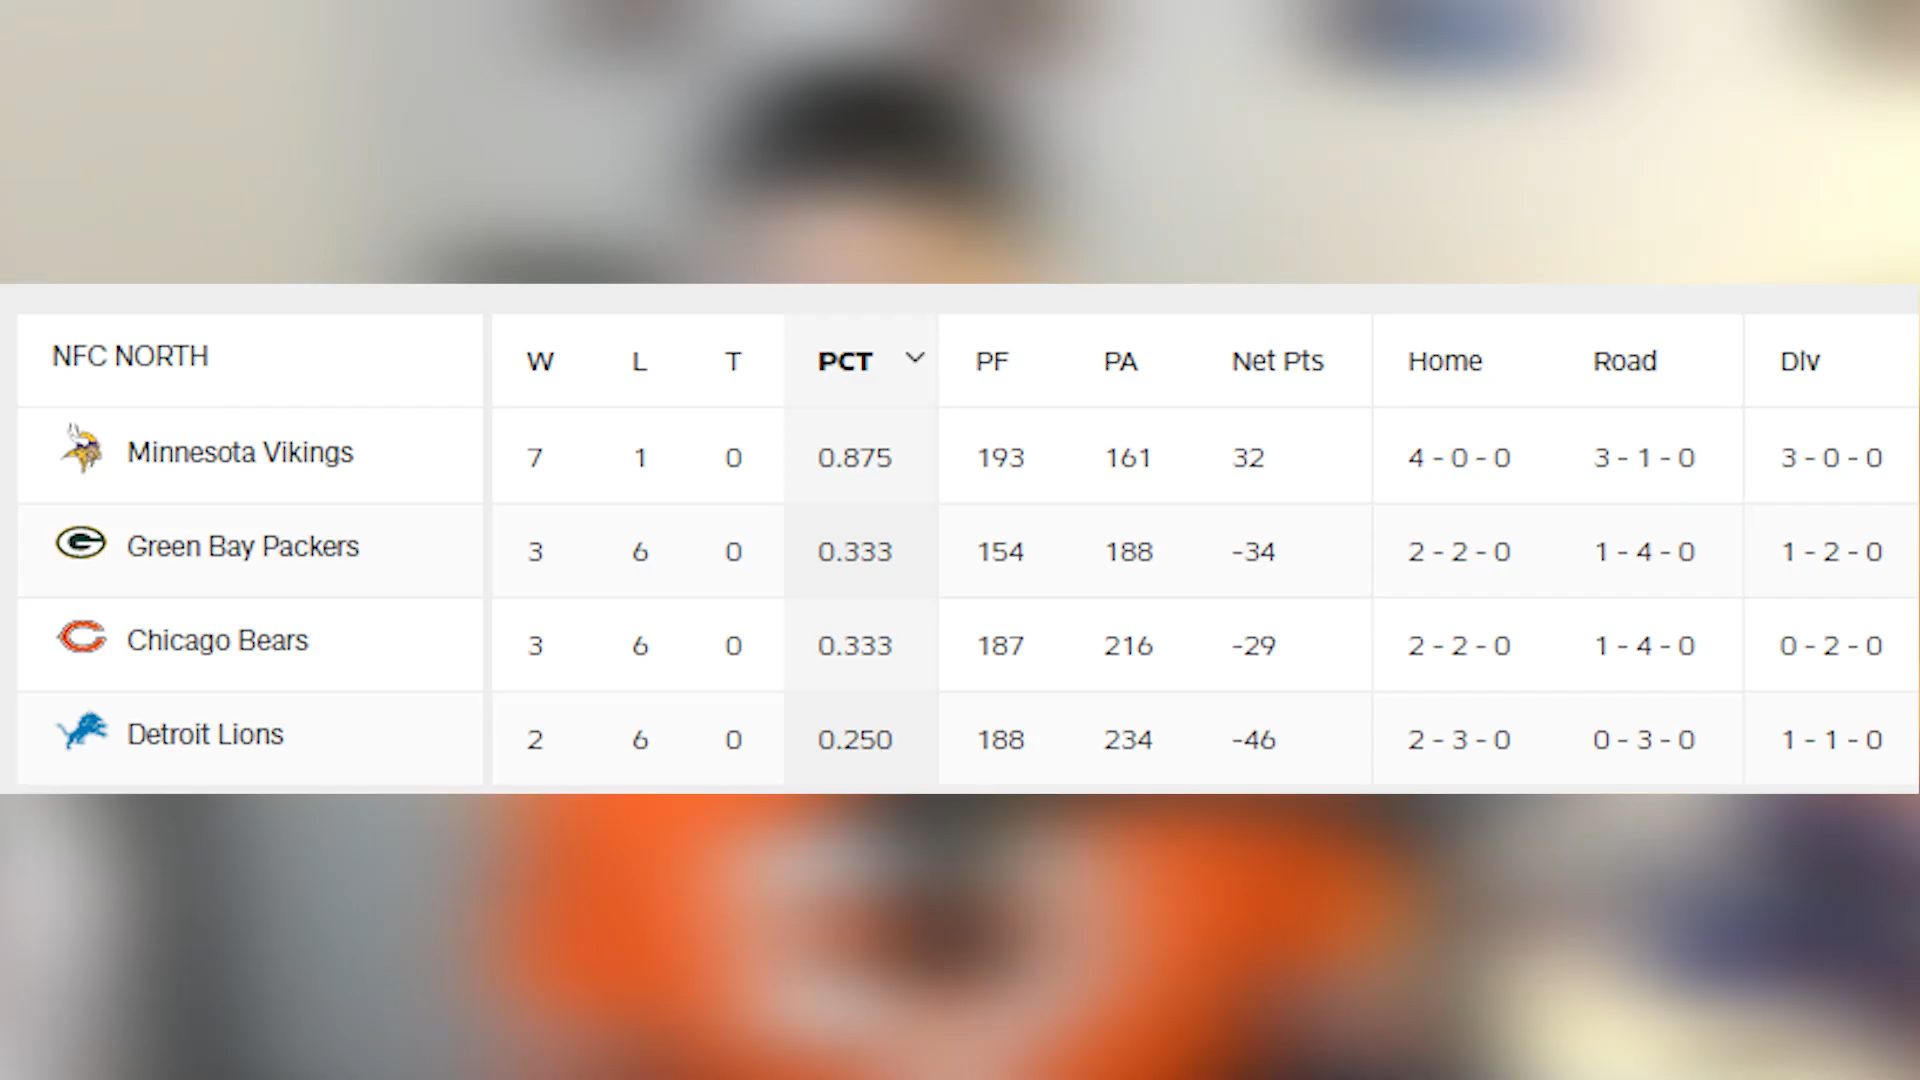 NFC NORTH W L T PCT PF PA Net Pts Home Road Div
Minnesota Vikings 7 1 0 0.875 193 161 32 4 - 0 - 0 3 - 1 - 0 3 - 0 - 0
Green Bay Packers 3 6 0 0.333 154 188 -34 2 - 2 - 0 1 - 4 - 0 1 - 2 - 0
Chicago Bears 3 6 0 0.333 187 216 -29 2 - 2 - 0 1 - 4 - 0 0 - 2 - 0
Detroit Lions 2 6 0 0.250 188 234 -46 2 - 3 - 0 0 - 3 - 0 1 - 1 - 0